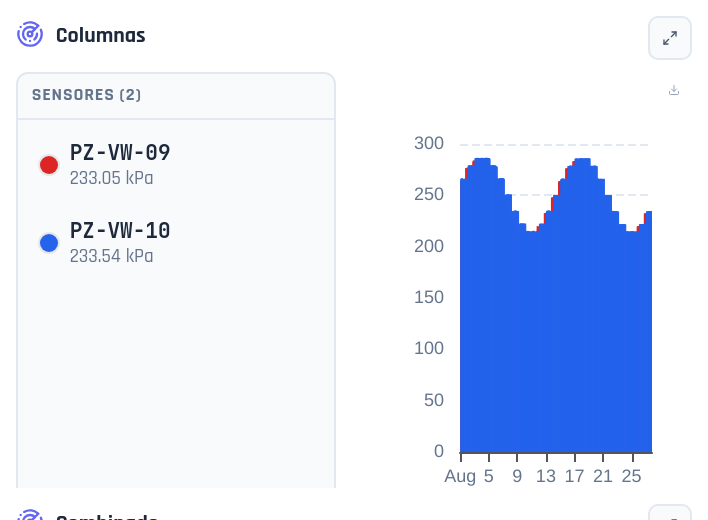 Columnas
SENSORES (2)
PZ-VW-09
233.05 kPa
PZ-VW-10
233.54 kPa
300
250
200
150
100
50
0
Aug 5 9 13 17 21 25